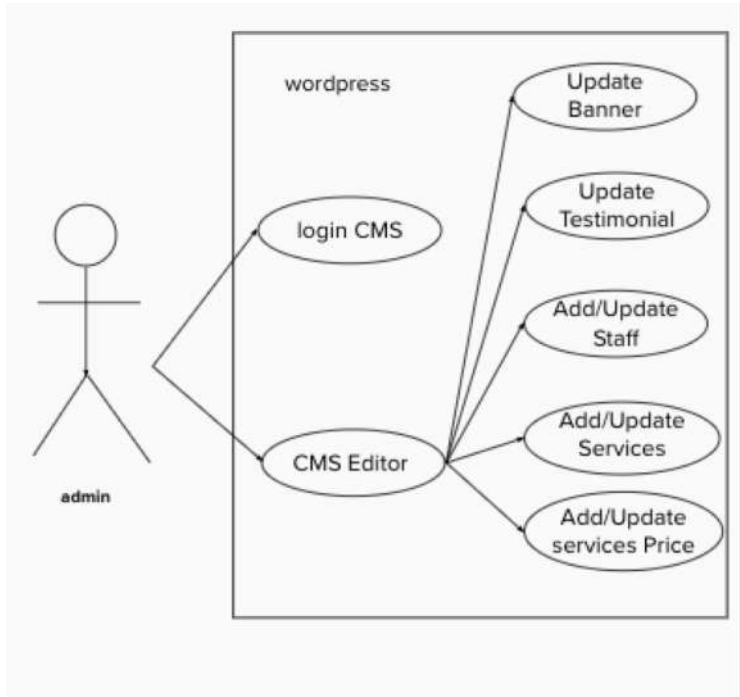 wordpress
Update
Banner
Update
Testimonial
login CMS
Add/Update
Staff
Add/Update
Services
CMS Editor
Add/Update
services Price
admin